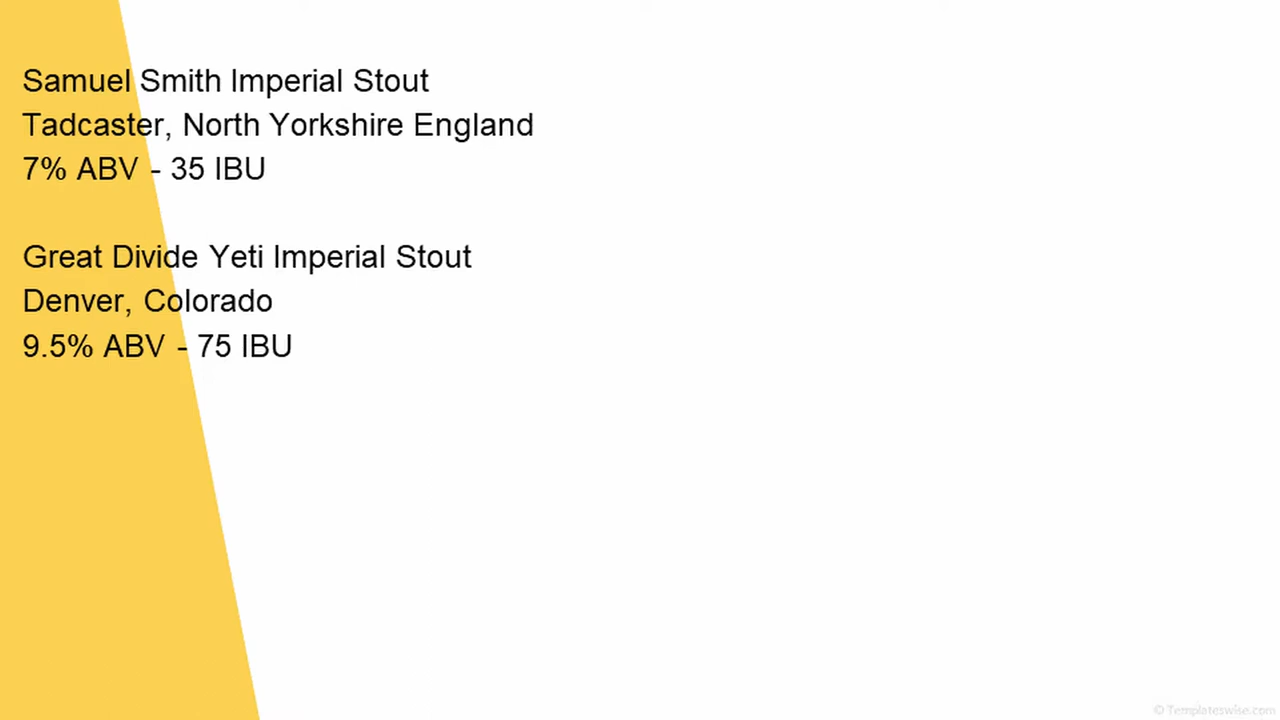 Samuel Smith Imperial Stout
Tadcaster, North Yorkshire England
7% ABV - 35 IBU
Great Divide Yeti Imperial Stout
Denver, Colorado
9.5% ABV - 75 IBU
© Templateswise.com